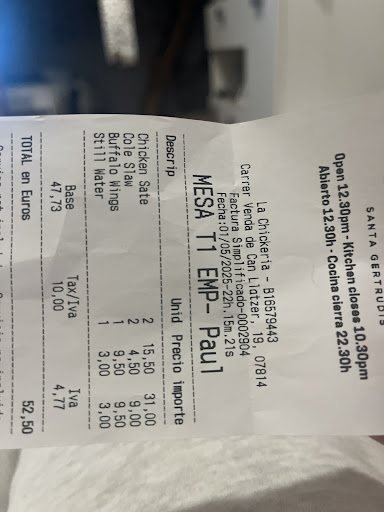 SANTA GERTRUDIS
Open 12.30pm - Kitchen closes 10.30pm
Abierto 12.30h - Cocina cierra 22.30h
La Chickeria - B16579443
Carrer Venda de Can Llatzer, 19, 07814
Factura Simplificado-0002904
Fecha:01/05/2025-22h.15m.21s
MESA T1 EMP- Paul
Descrip Unid Precio importe
Chicken Sate 2 15,50 31,00
Cole Slaw 2 4,50 9,00
Buffalo Wings 1 9,50 9,50
Still Water 1 3,00 3,00
Base Tax/Iva Iva
47,73 10,00 4,77
TOTAL en Euros 52,50